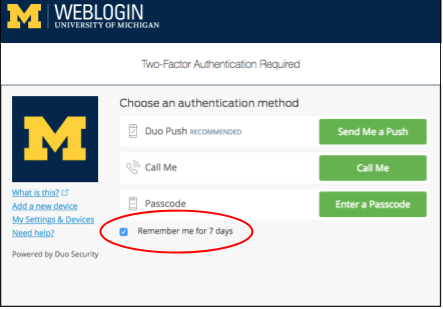 M WEBLOGIN
UNIVERSITY OF MICHIGAN
Two-Factor Authentication Required
M
Choose an authentication method
Duo Push RECOMMENDED
Send Me a Push
Call Me
Call Me
Passcode
Enter a Passcode
Remember me for 7 days
What is this?
Add a new device
My Settings & Devices
Need help?
Powered by Duo Security